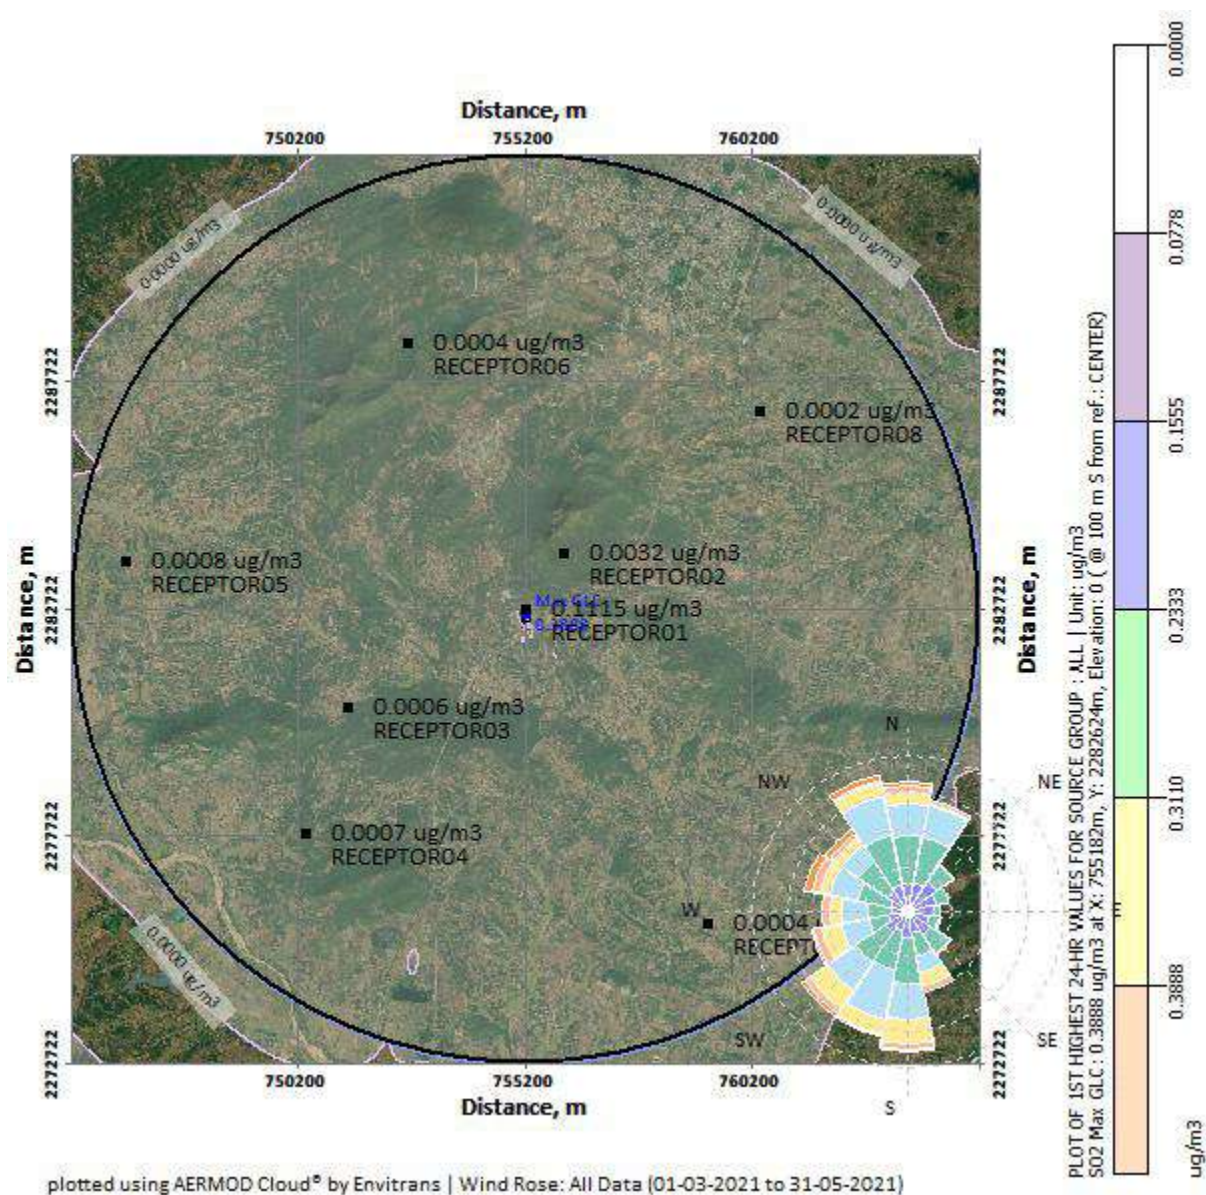 Distance, m
750200 755200 760200
0.0000 ug/m3
0.0000 ug/m3
0.0004 ug/m3
RECEPTOR06
2287722
2287722
0.0002 ug/m3
RECEPTOR08
0.0032 ug/m3
RECEPTOR02
0.0008 ug/m3
RECEPTOR05
Distance, m
2282722
Max GLC
0.1115 ug/m3
RECEPTOR01
2282722
Distance, m
0.0006 ug/m3
RECEPTOR03
N
NW
NE
2277722
0.0007 ug/m3
RECEPTOR04
2277722
W
0.0004
RECEPT
0.0000 ug/m3
SW
SE
S
2272722
2272722
750200 755200 760200
Distance, m
0.0000
0.0778
0.1555
0.2333
0.3110
0.3888
ug/m3
PLOT OF 1ST HIGHEST 24-HR VALUES FOR SOURCE GROUP : ALL | Unit: ug/m3
SO2 Max GLC : 0.3888 ug/m3 at X: 755182m, Y: 2282624m, Elevation: 0 ( @ 100 m S from ref.: CENTER)
plotted using AERMOD Cloud® by Envitrans | Wind Rose: All Data (01-03-2021 to 31-05-2021)